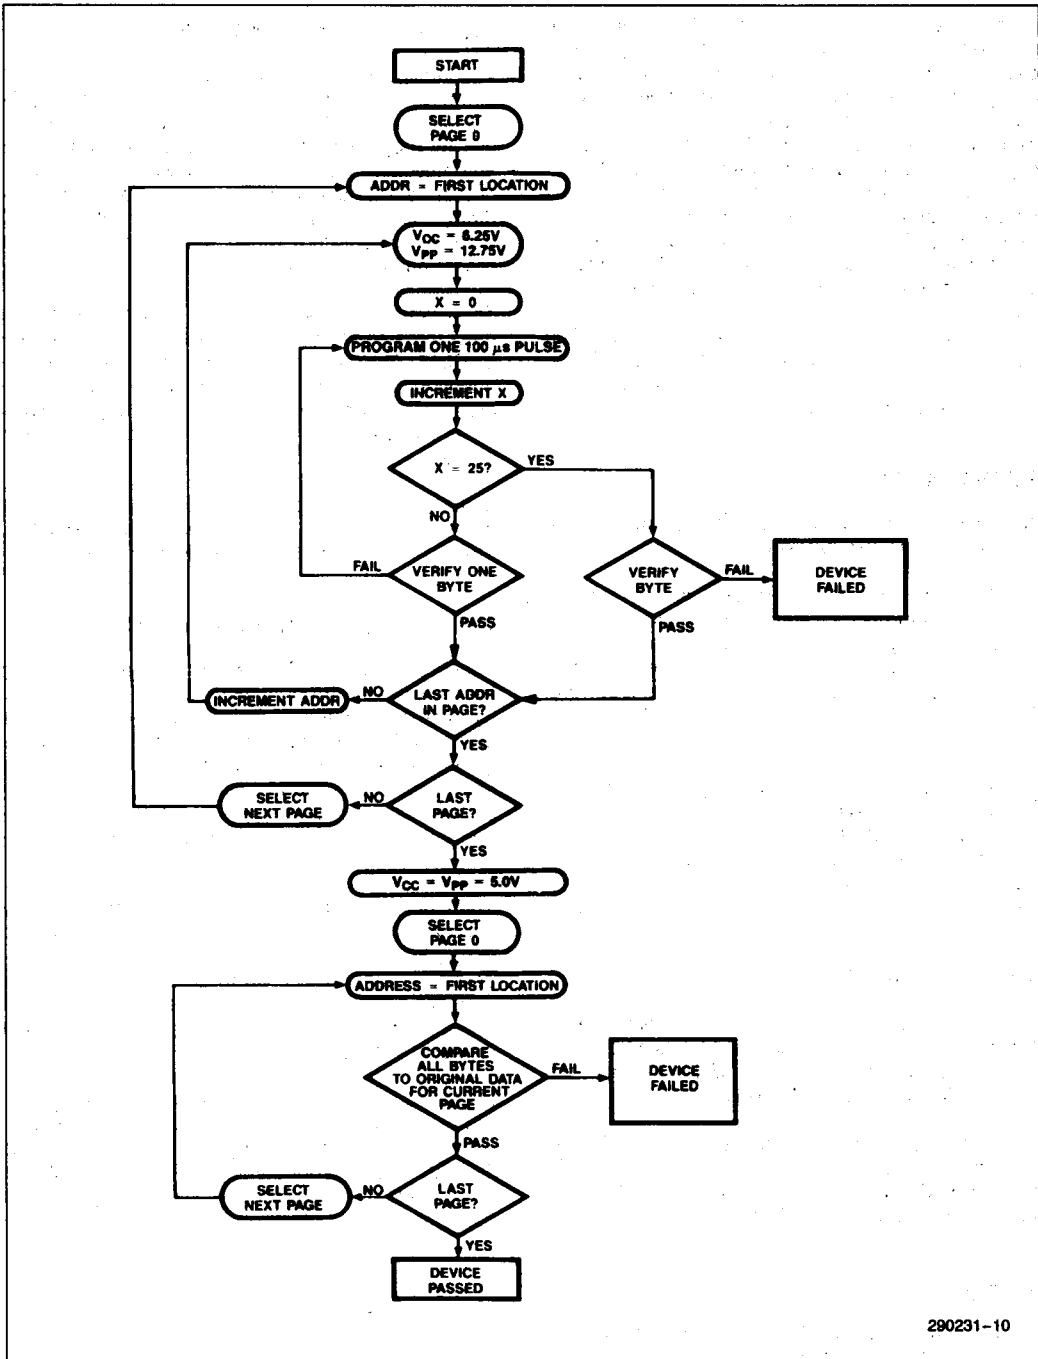 START
SELECT
PAGE 0
ADDR = FIRST LOCATION
VCC = 6.25V
VPP = 12.75V
X = 0
PROGRAM ONE 100 µs PULSE
INCREMENT X
X = 25?
YES
NO
VERIFY ONE
BYTE
FAIL
PASS
VERIFY
BYTE
FAIL
PASS
DEVICE
FAILED
LAST ADDR
IN PAGE?
NO
INCREMENT ADDR
YES
LAST
PAGE?
NO
SELECT
NEXT PAGE
YES
VCC = VPP = 5.0V
SELECT
PAGE 0
ADDRESS = FIRST LOCATION
COMPARE
ALL BYTES
TO ORIGINAL DATA
FOR CURRENT
PAGE
FAIL
DEVICE
FAILED
PASS
LAST
PAGE?
NO
SELECT
NEXT PAGE
YES
DEVICE
PASSED
290231-10